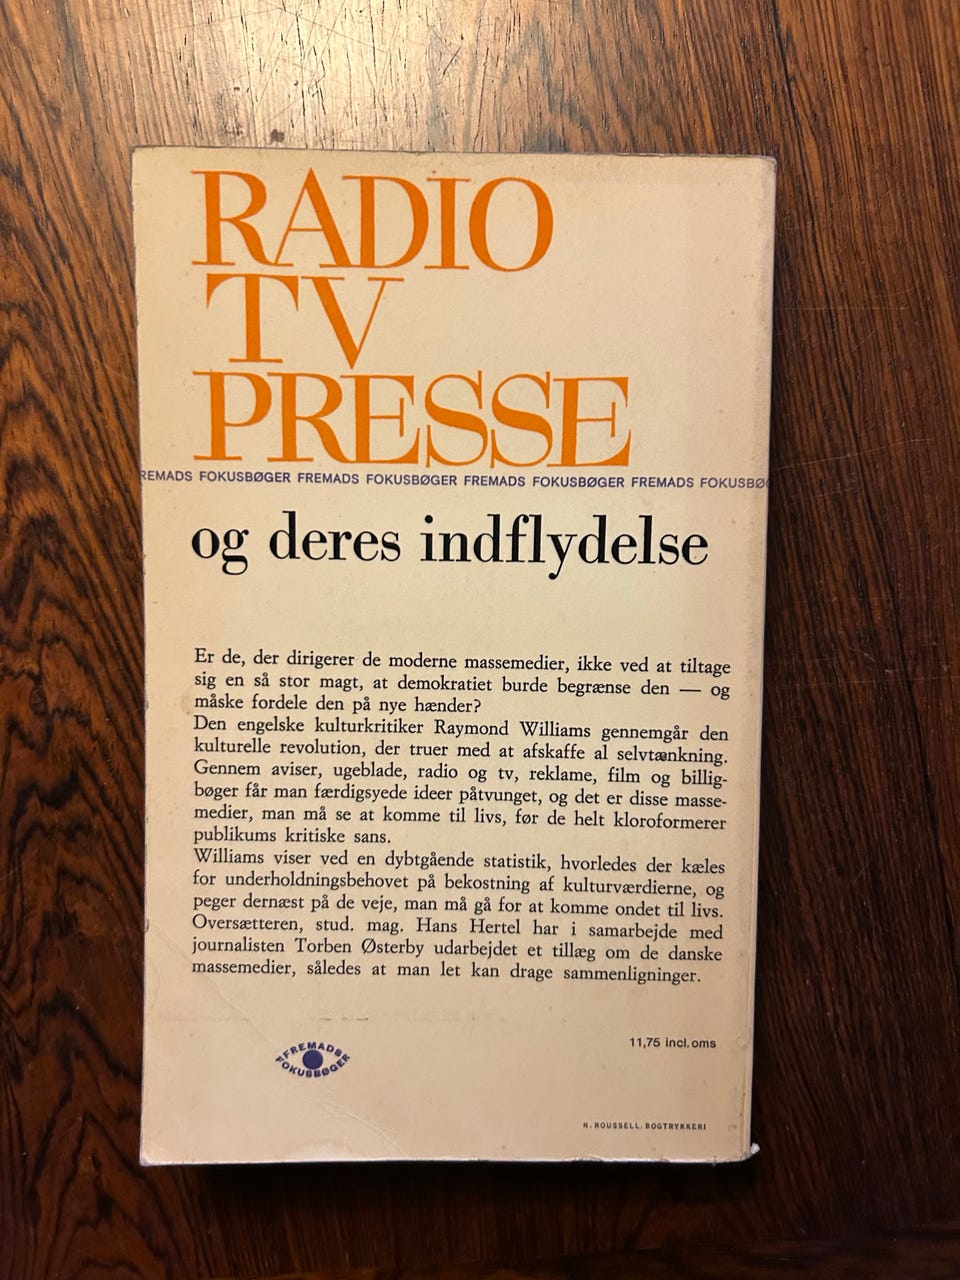 RADIO
TV
PRESSE
REMADS FOKUSBØGER FREMADS FOKUSBØGER FREMADS FOKUSBØGER FREMADS FOKUSBØG
og deres indflydelse
Er de, der dirigerer de moderne massemedier, ikke ved at tiltage
sig en så stor magt, at demokratiet burde begrænse den — og
måske fordele den på nye hænder?
Den engelske kulturkritiker Raymond Williams gennemgår den
kulturelle revolution, der truer med at afskaffe al selvtænkning.
Gennem aviser, ugeblade, radio og tv, reklame, film og billig-
bøger får man færdigsyede ideer påtvunget, og det er disse masse-
medier, man må se at komme til livs, før de helt kloroformerer
publikums kritiske sans.
Williams viser ved en dybtgående statistik, hvorledes der kæles
for underholdningsbehovet på bekostning af kulturværdierne, og
peger dernæst på de veje, man må gå for at komme ondet til livs.
Oversætteren, stud. mag. Hans Hertel har i samarbejde med
journalisten Torben Østerby udarbejdet et tillæg om de danske
massemedier, således at man let kan drage sammenligninger.
11,75 incl. oms
FREMADS
FOKUSBØGER
K. ROUSSELL. BOGTRYKKERI